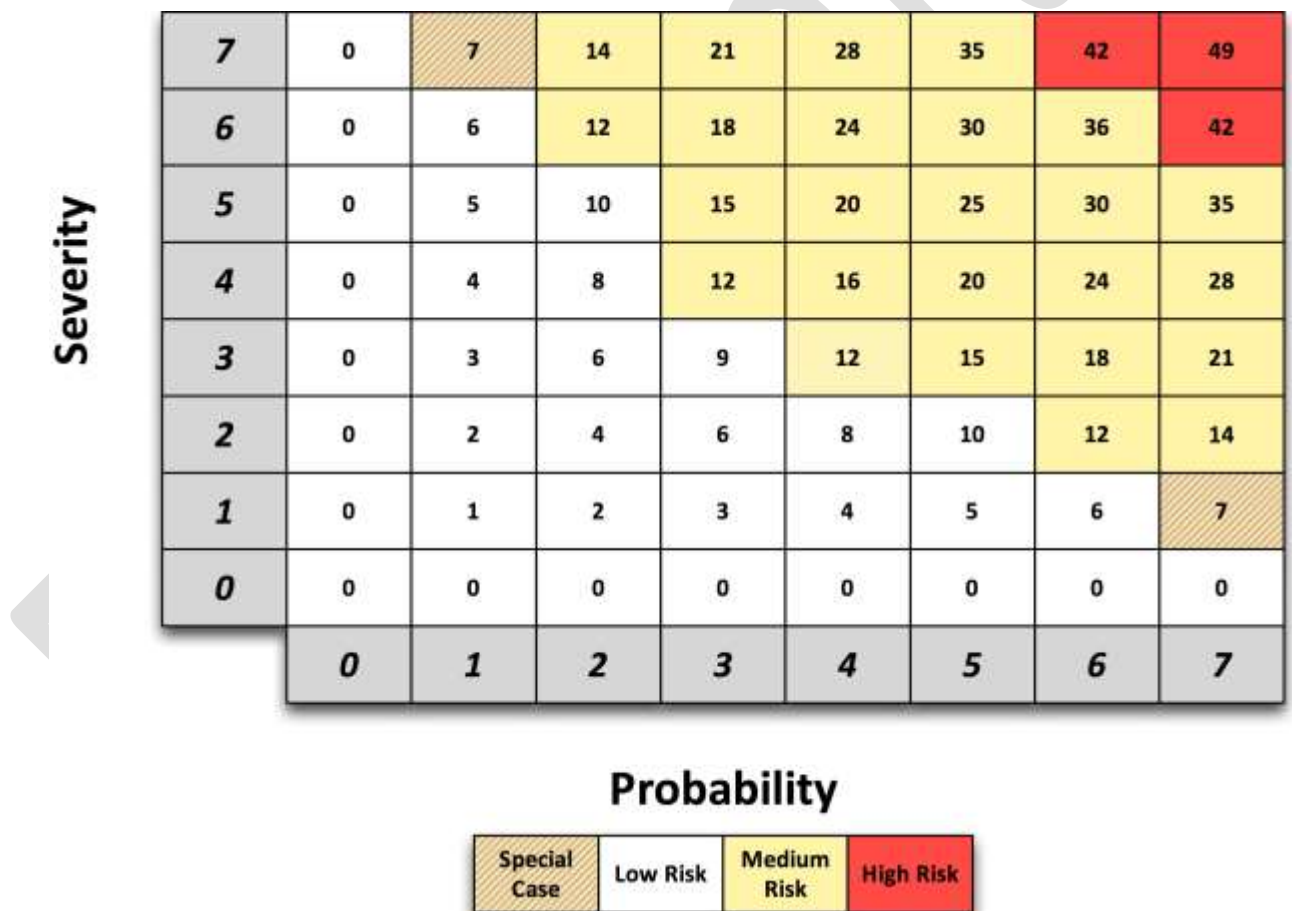 7 0 7 14 21 28 35 42 49
6 0 6 12 18 24 30 36 42
5 0 5 10 15 20 25 30 35
4 0 4 8 12 16 20 24 28
3 0 3 6 9 12 15 18 21
2 0 2 4 6 8 10 12 14
1 0 1 2 3 4 5 6 7
0 0 0 0 0 0 0 0 0
0 1 2 3 4 5 6 7
Severity
Probability
Special Low Risk Medium High Risk
Case Risk